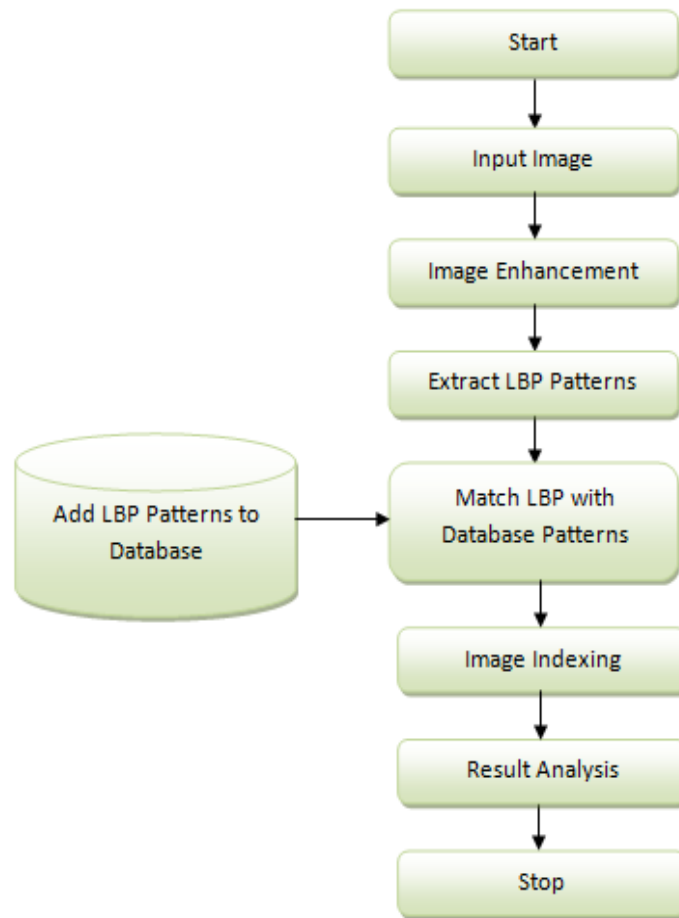 Start
Input Image
Image Enhancement
Extract LBP Patterns
Add LBP Patterns to
Database
Match LBP with
Database Patterns
Image Indexing
Result Analysis
Stop